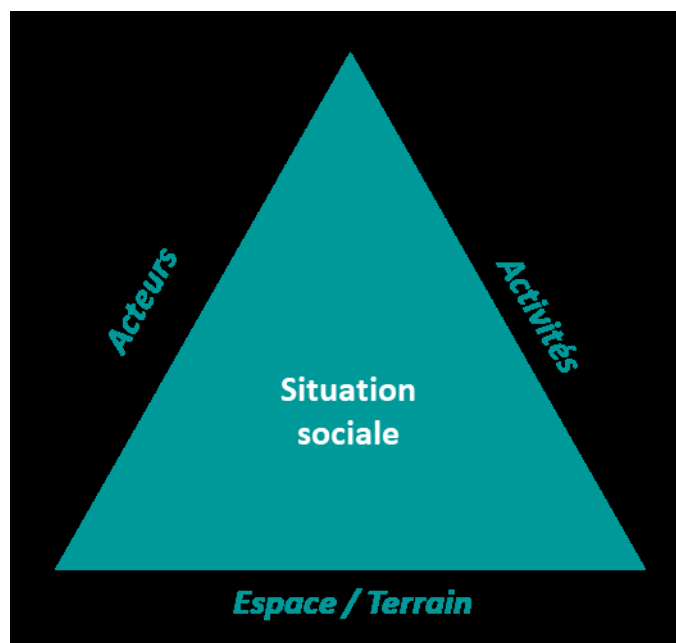 Acteurs
Activités
Situation
sociale
Espace / Terrain